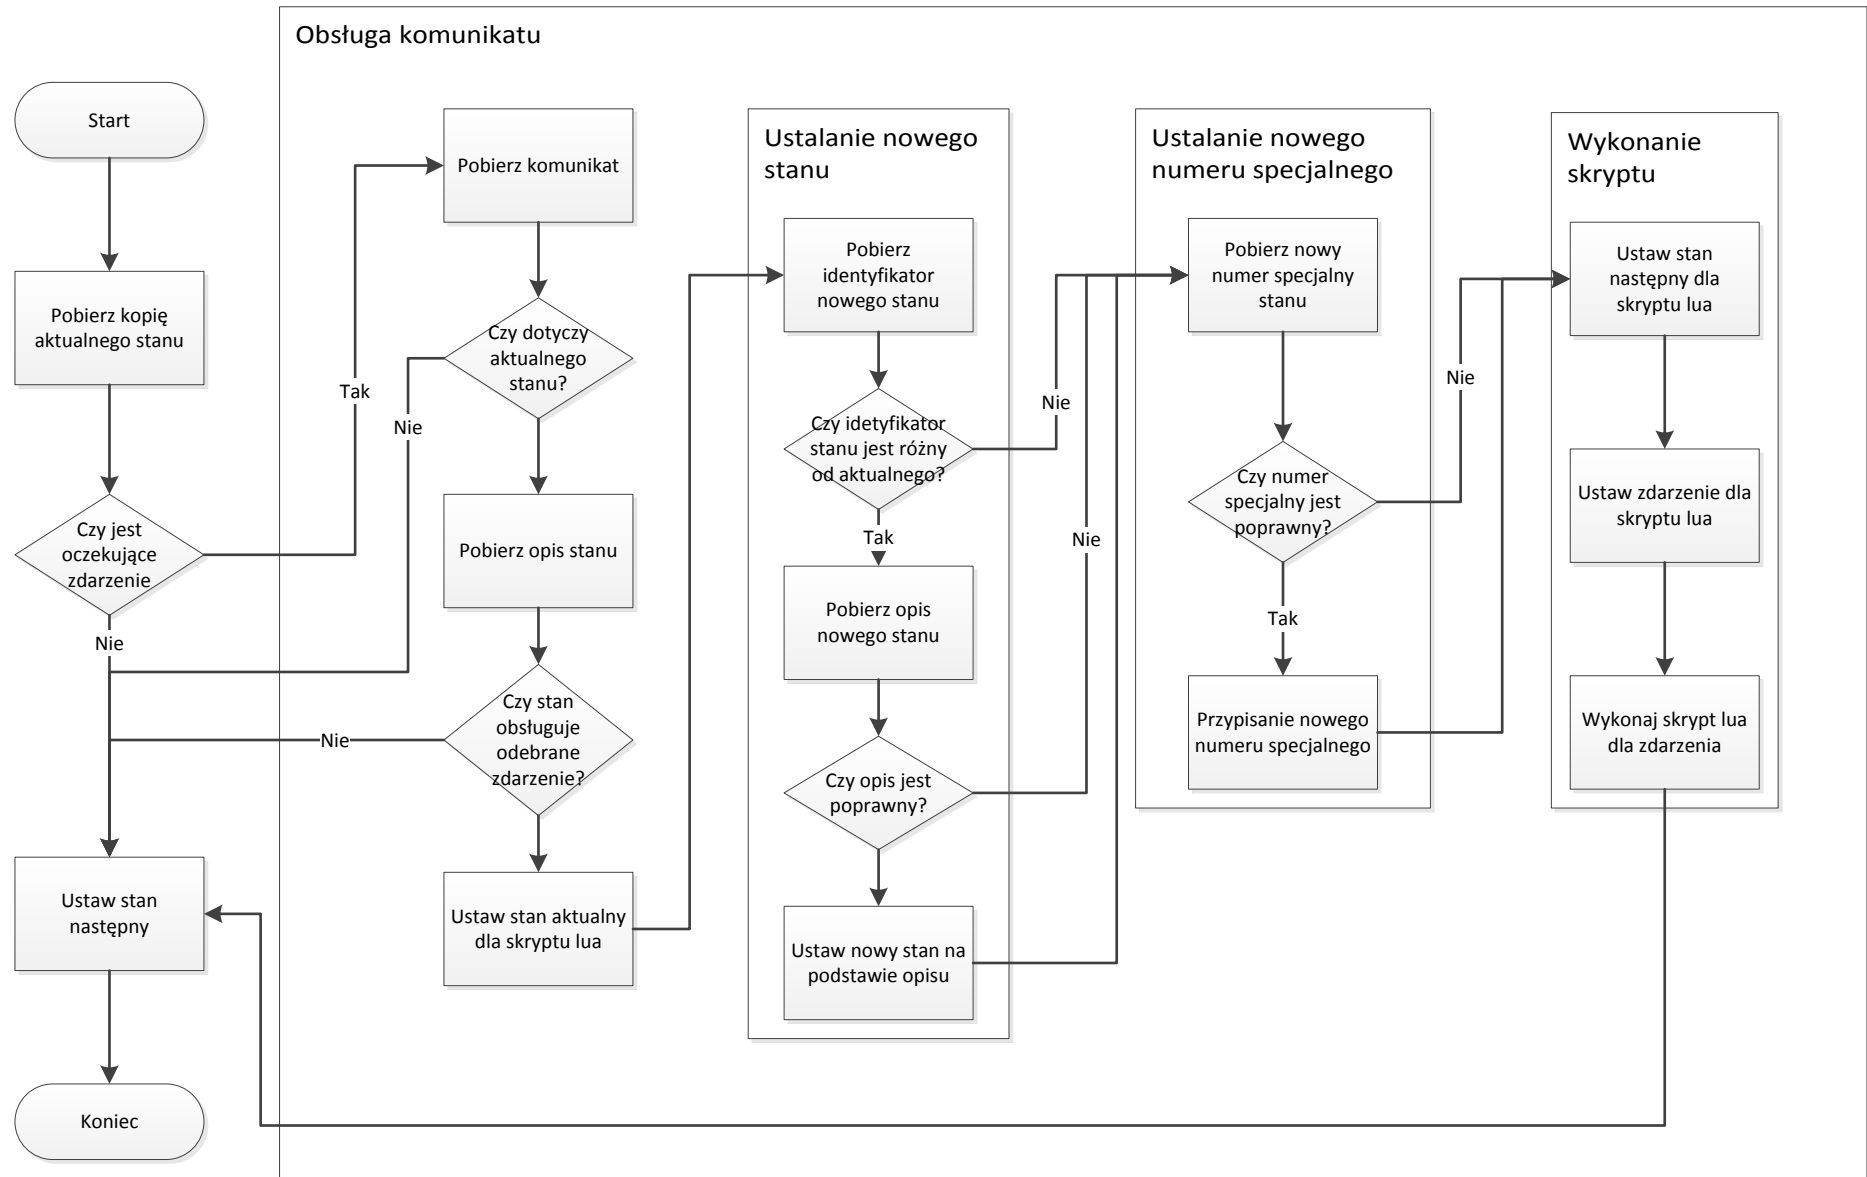 Obsługa komunikatu
Start
Pobierz kopię
aktualnego stanu
Czy jest
oczekujące
zdarzenie
Tak
Nie
Ustaw stan
następny
Koniec
Pobierz komunikat
Czy dotyczy
aktualnego
stanu?
Nie
Pobierz opis stanu
Czy stan
obsługuje
odebrane
zdarzenie?
Nie
Ustaw stan aktualny
dla skryptu lua
Ustalanie nowego
stanu
Pobierz
identyfikator
nowego stanu
Czy idetyfikator
stanu jest różny
od aktualnego?
Nie
Tak
Pobierz opis
nowego stanu
Czy opis jest
poprawny?
Nie
Ustaw nowy stan na
podstawie opisu
Ustalanie nowego
numeru specjalnego
Pobierz nowy
numer specjalny
stanu
Czy numer
specjalny jest
poprawny?
Nie
Tak
Przypisanie nowego
numeru specjalnego
Wykonanie
skryptu
Ustaw stan
następny dla
skryptu lua
Ustaw zdarzenie dla
skryptu lua
Wykonaj skrypt lua
dla zdarzenia